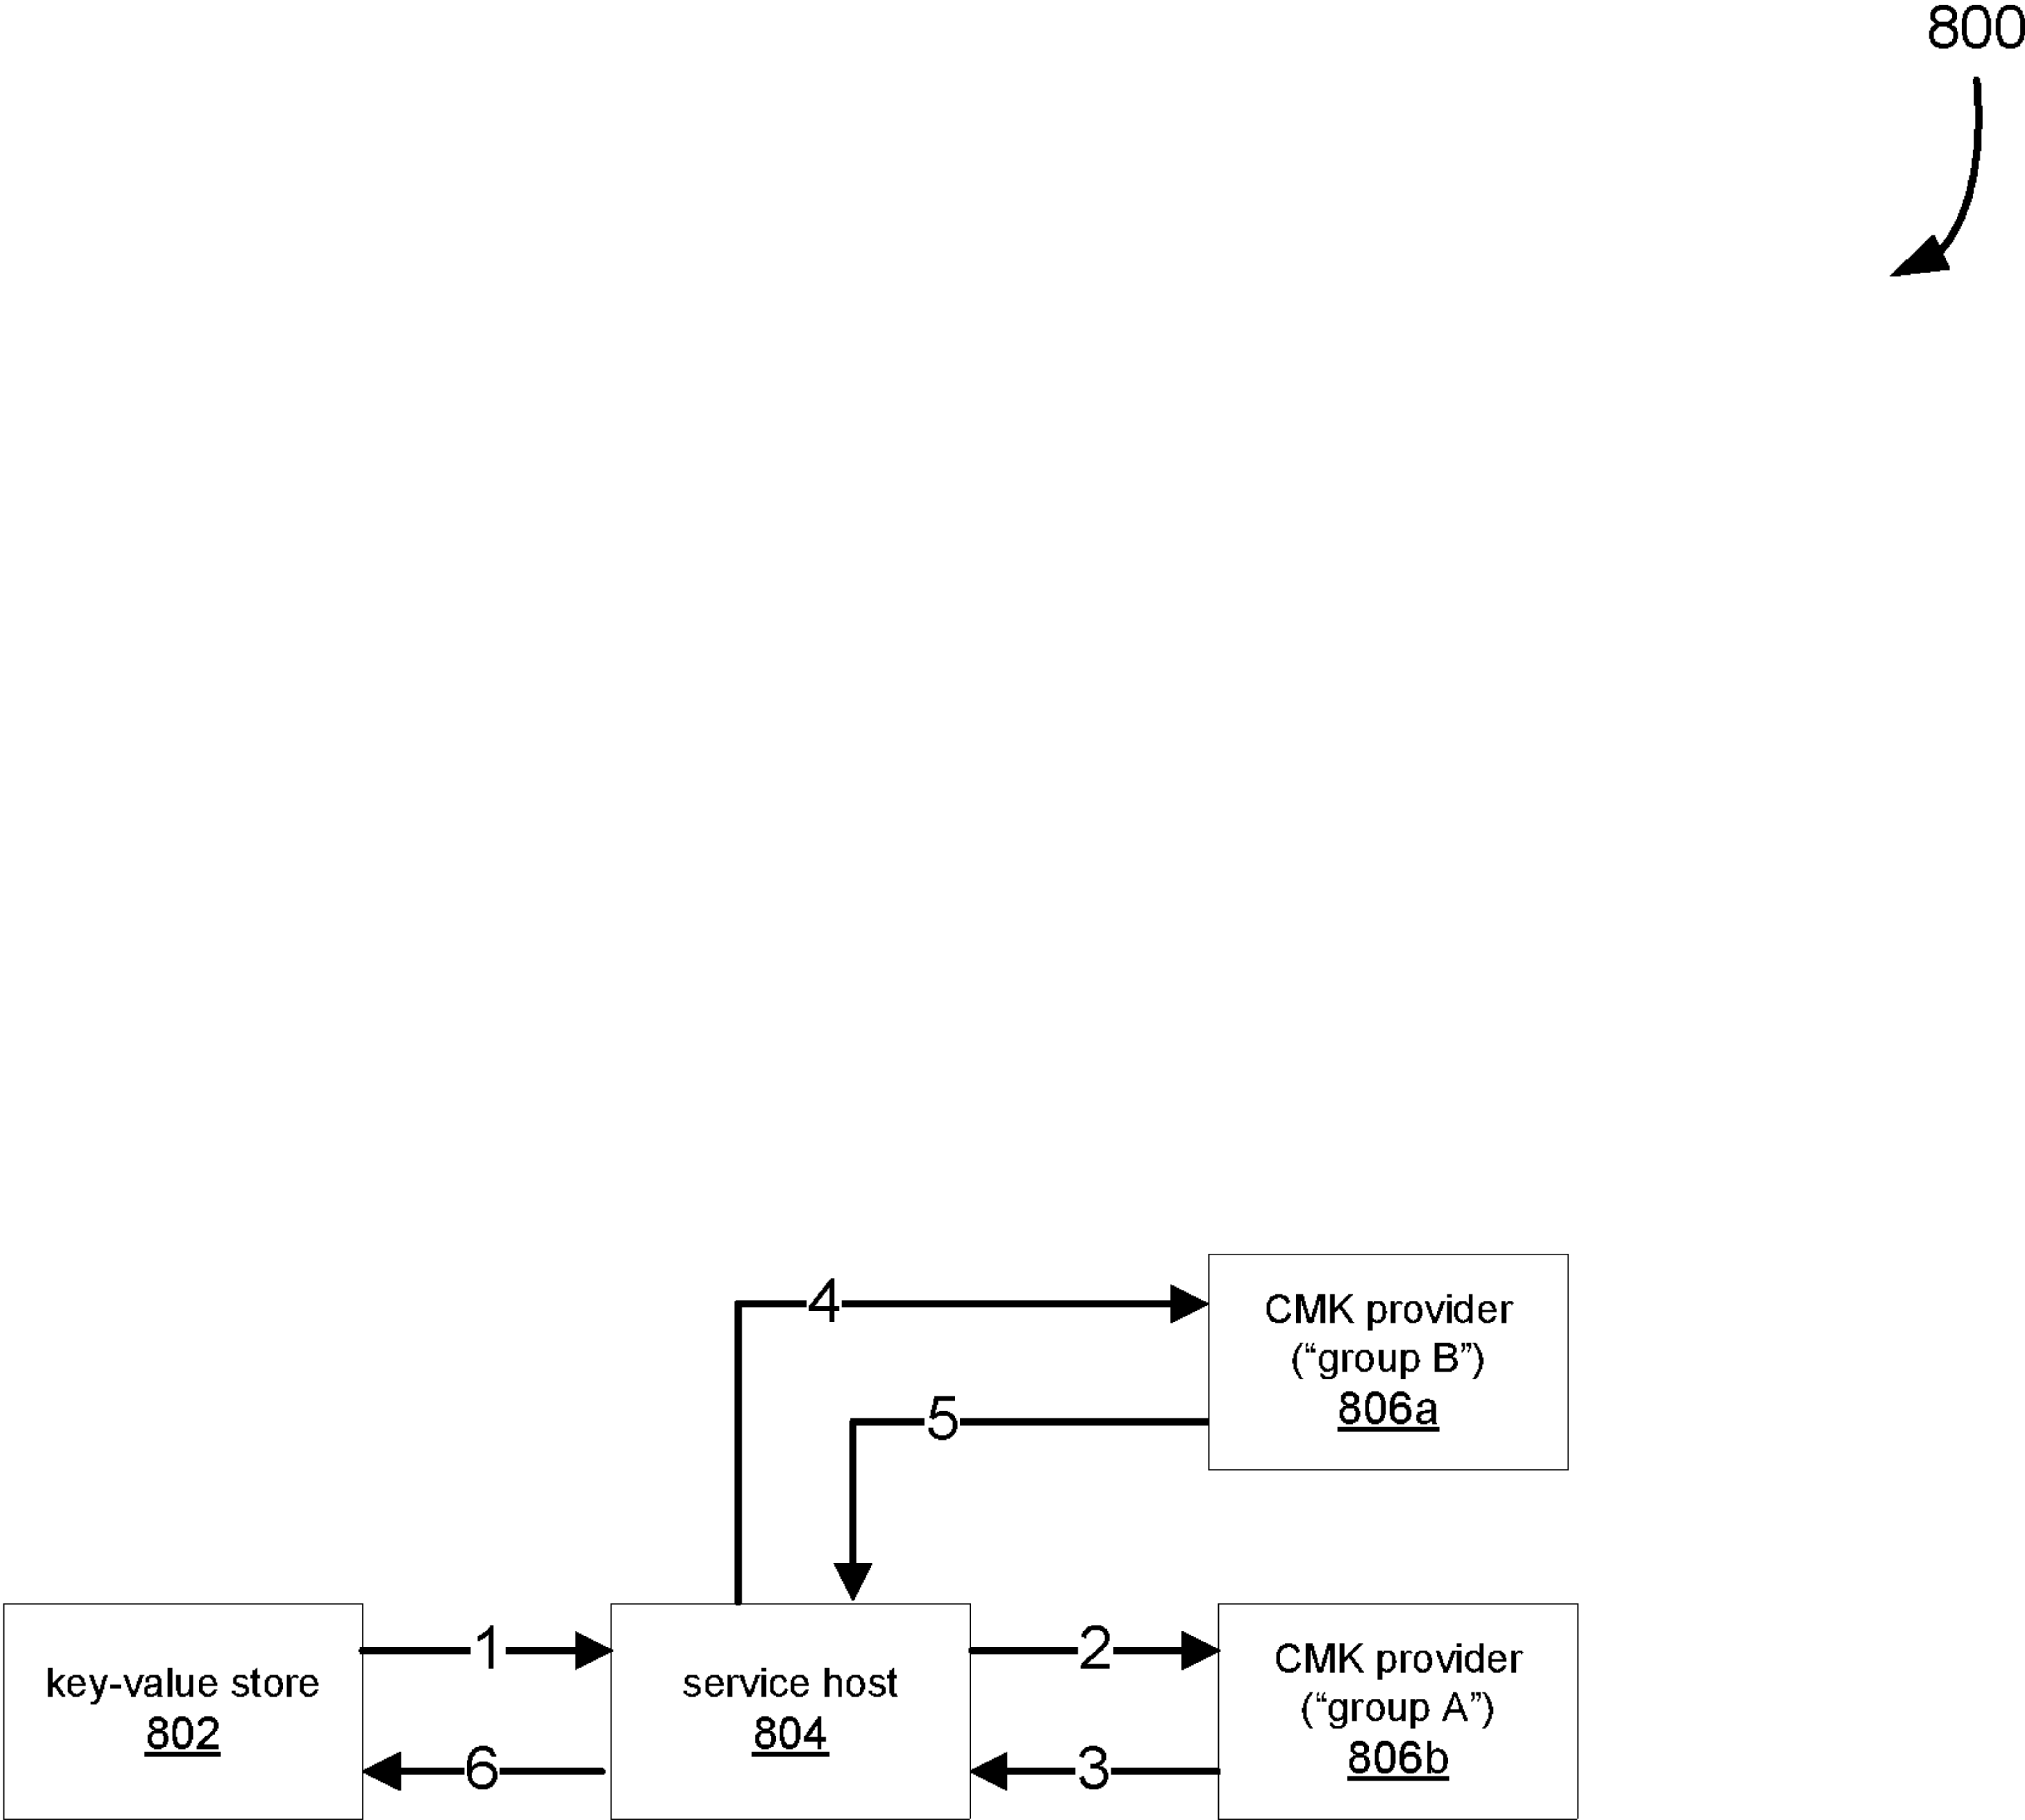 800
4
CMK provider
(“group B”)
806a
5
1
2
key-value store
802
service host
804
CMK provider
(“group A”)
806b
6
3